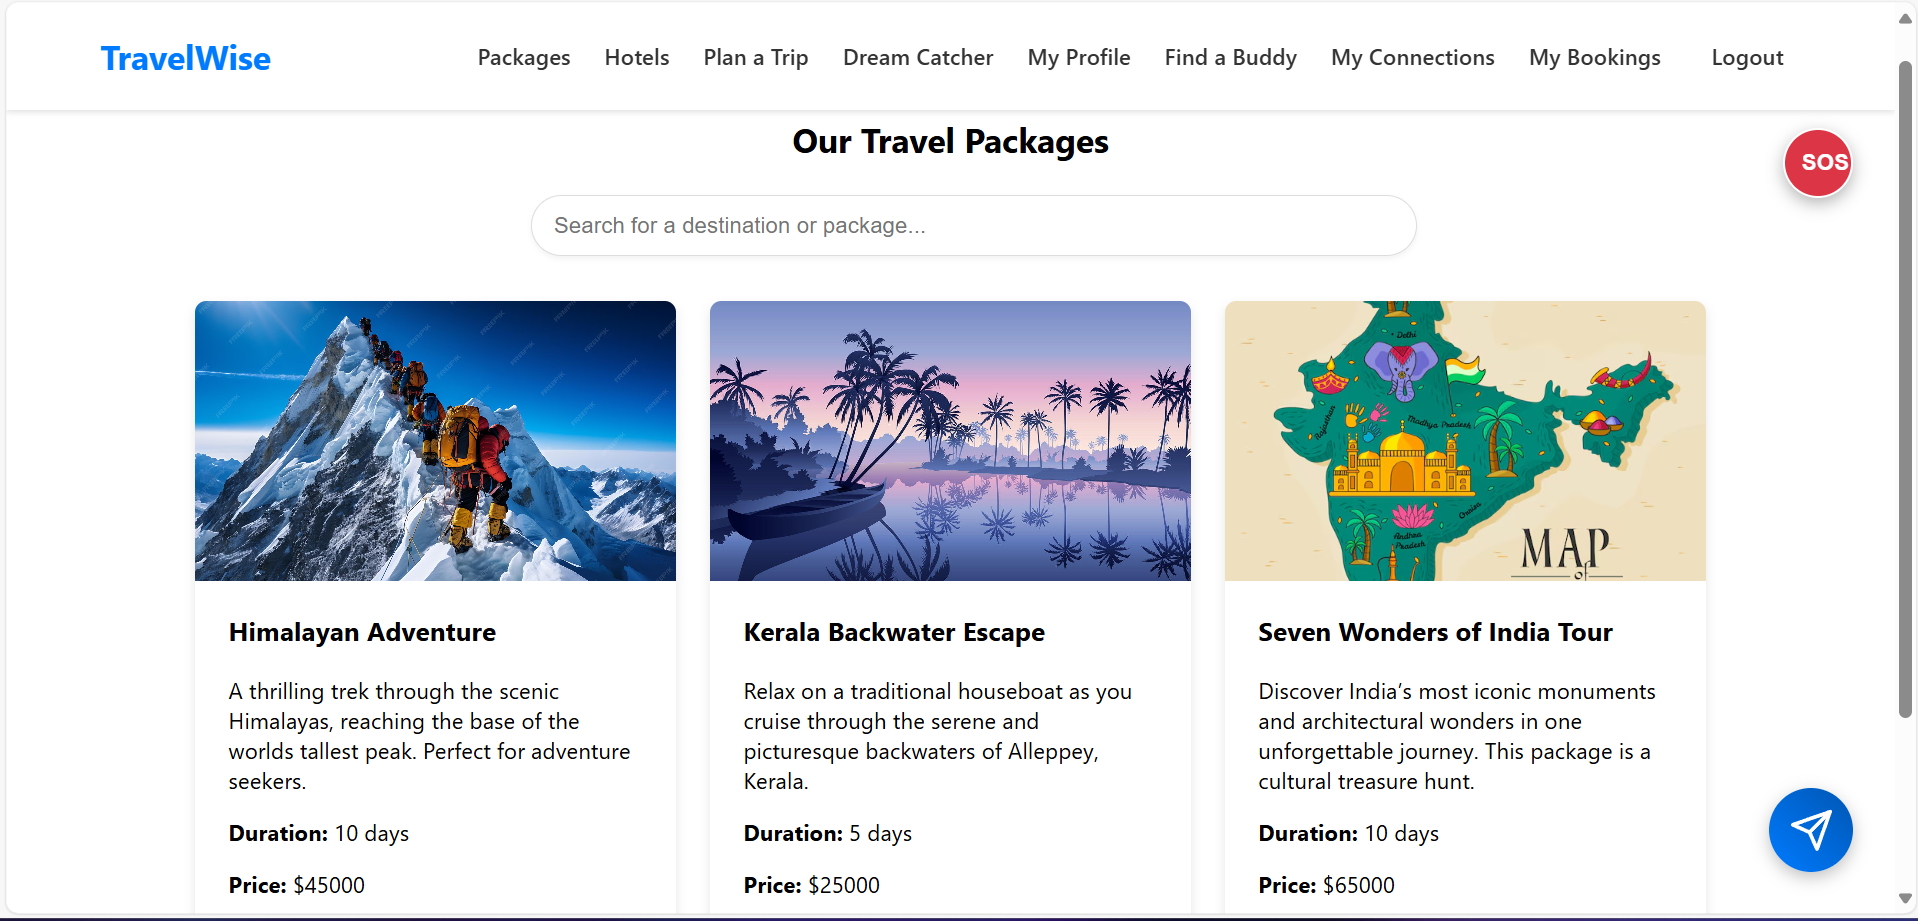 TravelWise
Packages
Hotels
Plan a Trip
Dream Catcher
My Profile
Find a Buddy
My Connections
My Bookings
Logout
Our Travel Packages
SOS
Search for a destination or package...
Delhi
Rajasthan
Madhya Pradesh
Orissa
Andhra
Pradesh
MAP
of
Himalayan Adventure
A thrilling trek through the scenic
Himalayas, reaching the base of the
worlds tallest peak. Perfect for adventure
seekers.
Duration: 10 days
Price: $45000
Kerala Backwater Escape
Relax on a traditional houseboat as you
cruise through the serene and
picturesque backwaters of Alleppey,
Kerala.
Duration: 5 days
Price: $25000
Seven Wonders of India Tour
Discover India’s most iconic monuments
and architectural wonders in one
unforgettable journey. This package is a
cultural treasure hunt.
Duration: 10 days
Price: $65000